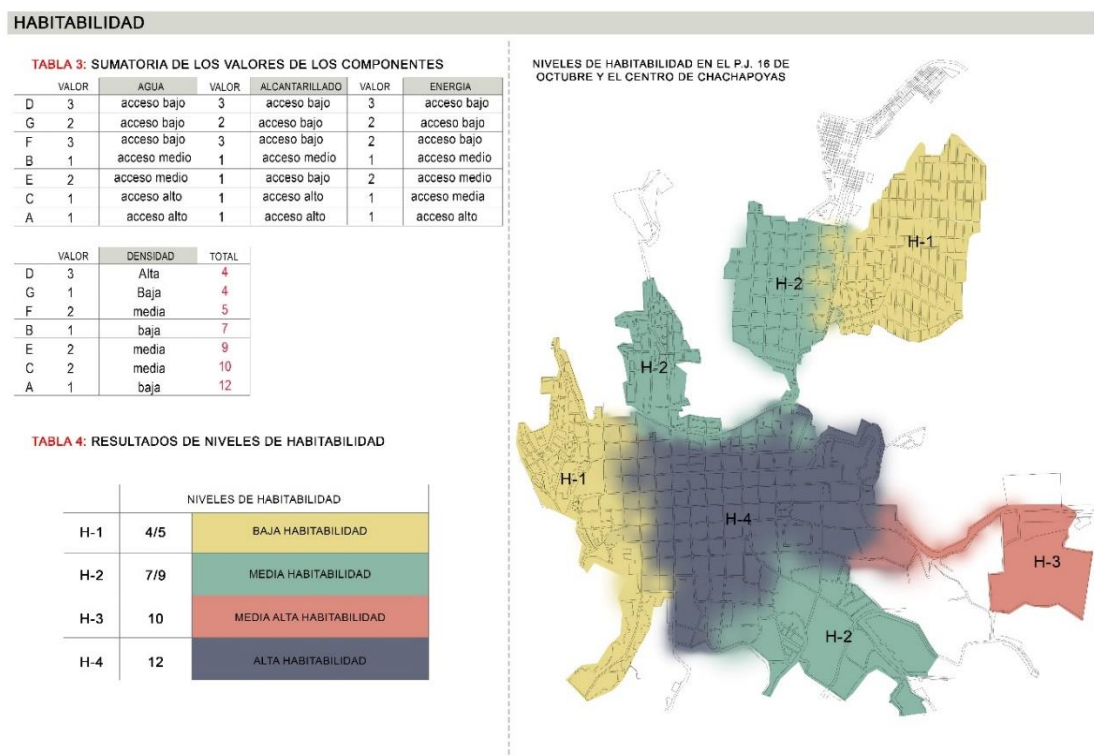 HABITABILIDAD
TABLA 3: SUMATORIA DE LOS VALORES DE LOS COMPONENTES
VALOR AGUA VALOR ALCANTARILLADO VALOR ENERGIA
D 3 acceso bajo 3 acceso bajo 3 acceso bajo
G 2 acceso bajo 2 acceso bajo 2 acceso bajo
F 3 acceso bajo 3 acceso bajo 2 acceso bajo
B 1 acceso medio 1 acceso medio 1 acceso medio
E 2 acceso medio 1 acceso bajo 2 acceso medio
C 1 acceso alto 1 acceso alto 1 acceso media
A 1 acceso alto 1 acceso alto 1 acceso alto
VALOR DENSIDAD TOTAL
D 3 Alta 4
G 1 Baja 4
F 2 media 5
B 1 baja 7
E 2 media 9
C 2 media 10
A 1 baja 12
TABLA 4: RESULTADOS DE NIVELES DE HABITABILIDAD
NIVELES DE HABITABILIDAD
H-1 4/5 BAJA HABITABILIDAD
H-2 7/9 MEDIA HABITABILIDAD
H-3 10 MEDIA ALTA HABITABILIDAD
H-4 12 ALTA HABITABILIDAD
NIVELES DE HABITABILIDAD EN EL P.J. 16 DE
OCTUBRE Y EL CENTRO DE CHACHAPOYAS
H-1
H-2
H-2
H-1
H-4
H-3
H-2